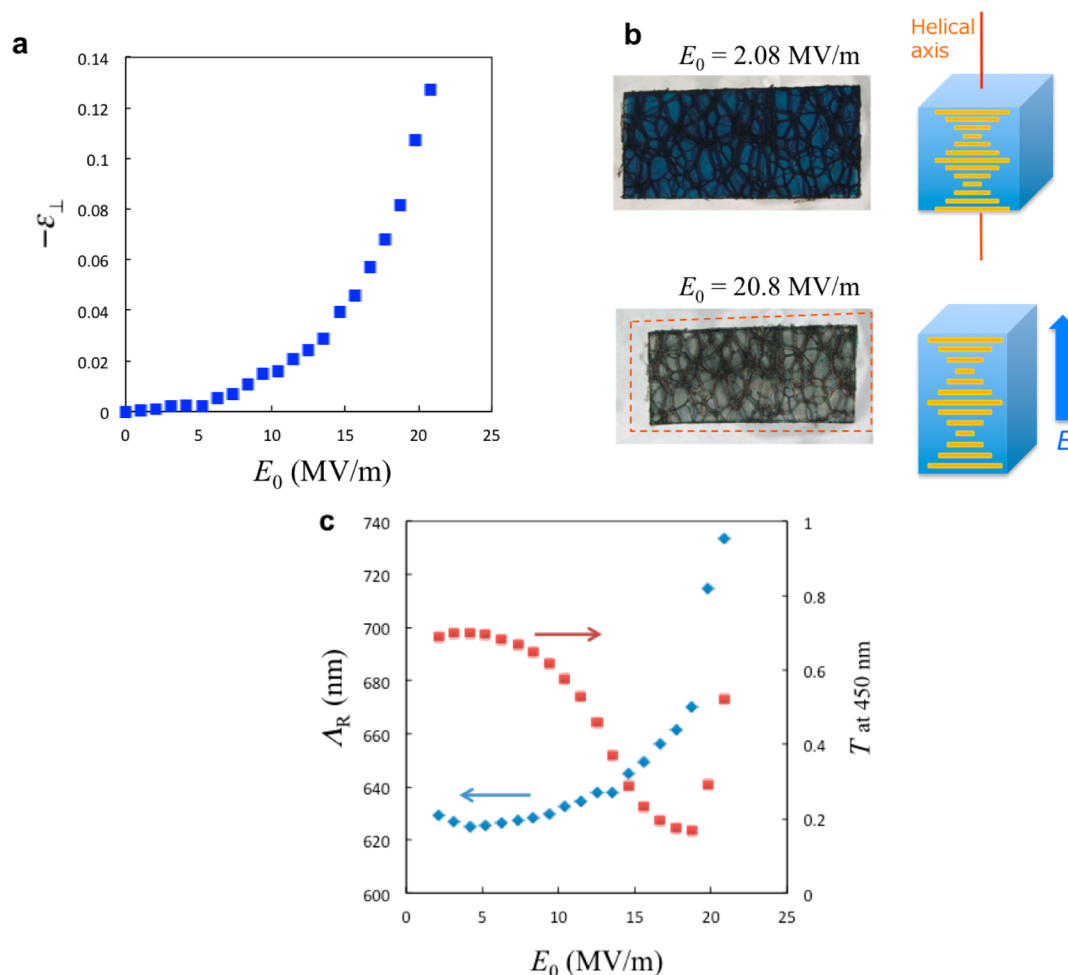 a
0.14
0.12
0.1
0.08
0.06
0.04
0.02
0
−ε⊥
0 5 10 15 20 25
E₀ (MV/m)
b
E₀ = 2.08 MV/m
Helical
axis
E₀ = 20.8 MV/m
E
c
740
720
700
680
660
640
620
600
Λ_R (nm)
1
0.8
0.6
0.4
0.2
0
T at 450 nm
0 5 10 15 20 25
E₀ (MV/m)